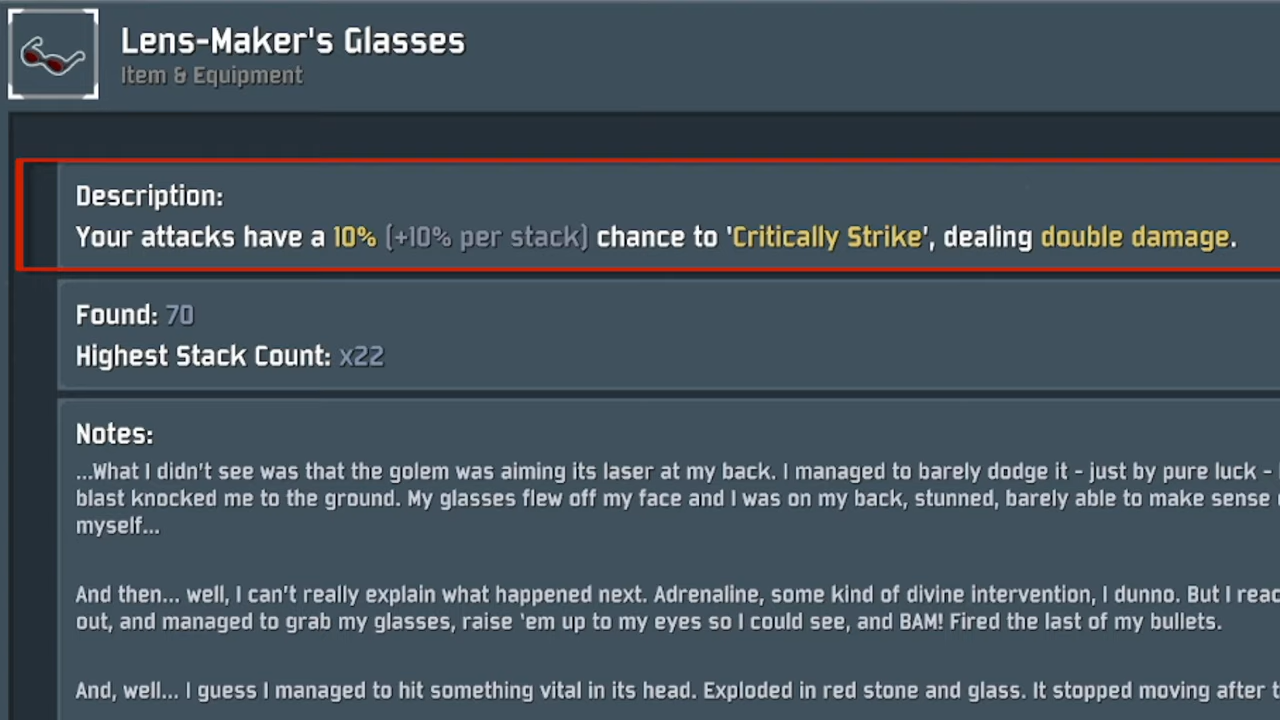 Lens-Maker's Glasses
Item & Equipment
Description:
Your attacks have a 10% (+10% per stack) chance to 'Critically Strike', dealing double damage.
Found: 70
Highest Stack Count: x22
Notes:
...What I didn't see was that the golem was aiming its laser at my back. I managed to barely dodge it - just by pure luck -
blast knocked me to the ground. My glasses flew off my face and I was on my back, stunned, barely able to make sense
myself...
And then... well, I can't really explain what happened next. Adrenaline, some kind of divine intervention, I dunno. But I reac
out, and managed to grab my glasses, raise 'em up to my eyes so I could see, and BAM! Fired the last of my bullets.
And, well... I guess I managed to hit something vital in its head. Exploded in red stone and glass. It stopped moving after t